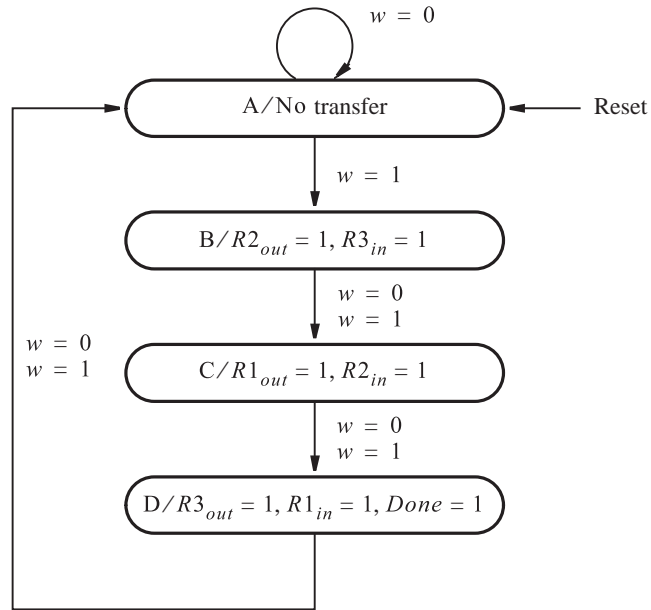 w = 0
A/No transfer
Reset
w = 1
B/R2out = 1, R3in = 1
w = 0
w = 1
w = 0
w = 1
C/R1out = 1, R2in = 1
w = 0
w = 1
D/R3out = 1, R1in = 1, Done = 1